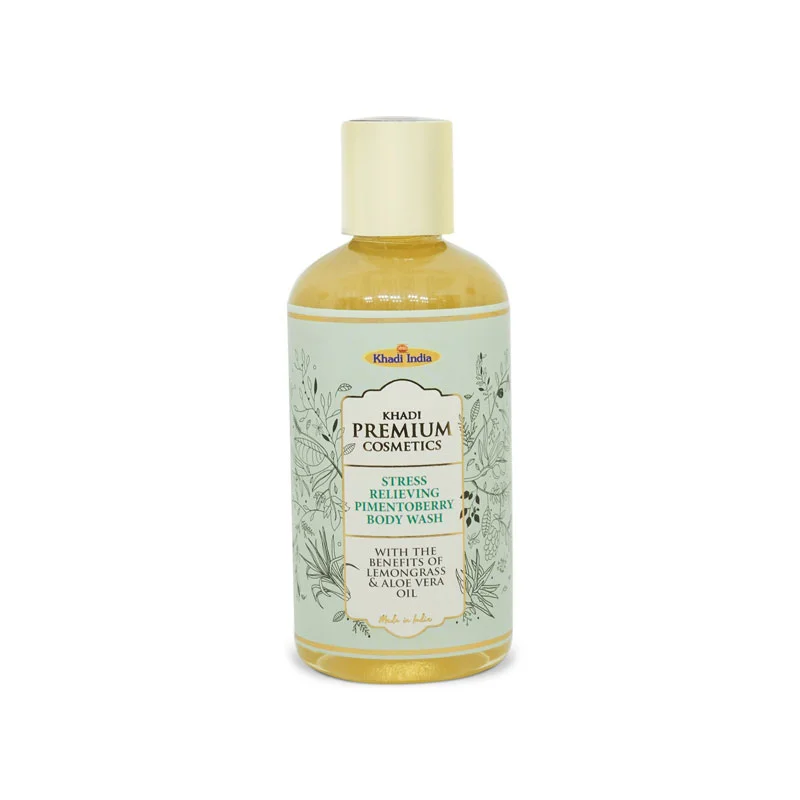 Khadi India
KHADI
PREMIUM
COSMETICS
STRESS
RELIEVING
PIMENTOBERRY
BODY WASH
WITH THE
BENEFITS OF
LEMONGRASS
& ALOE VERA
OIL
Made in India